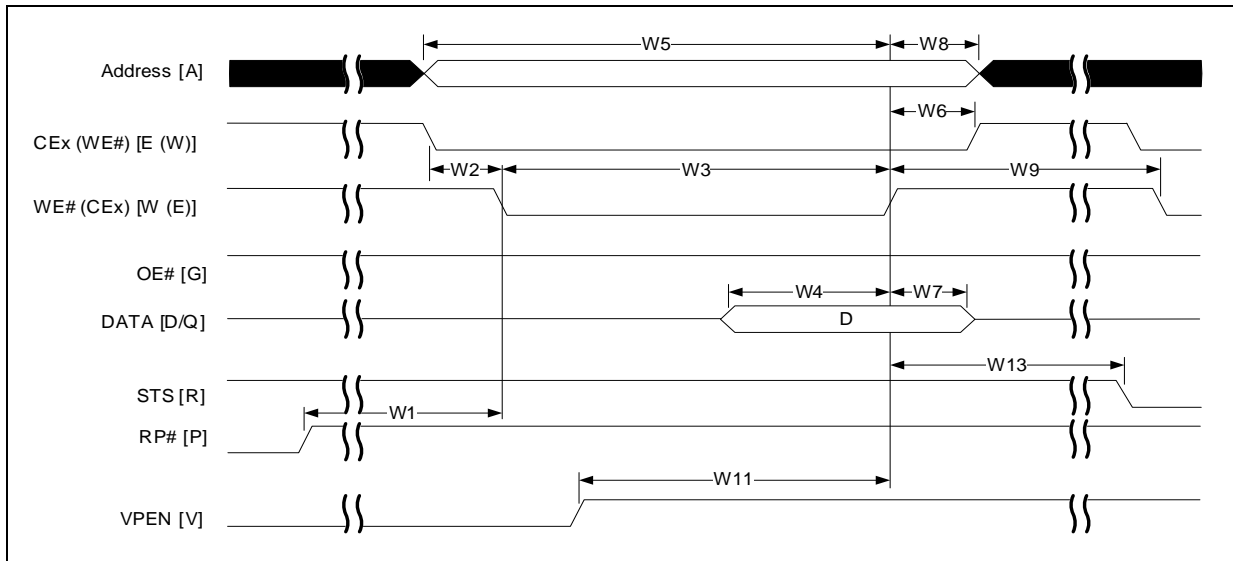 W5 W8
Address [A]
W6
CEx (WE#) [E (W)]
W2 W3 W9
WE# (CEx) [W (E)]
OE# [G]
W4 W7
DATA [D/Q] D
W13
STS [R]
W1
RP# [P]
W11
VPEN [V]